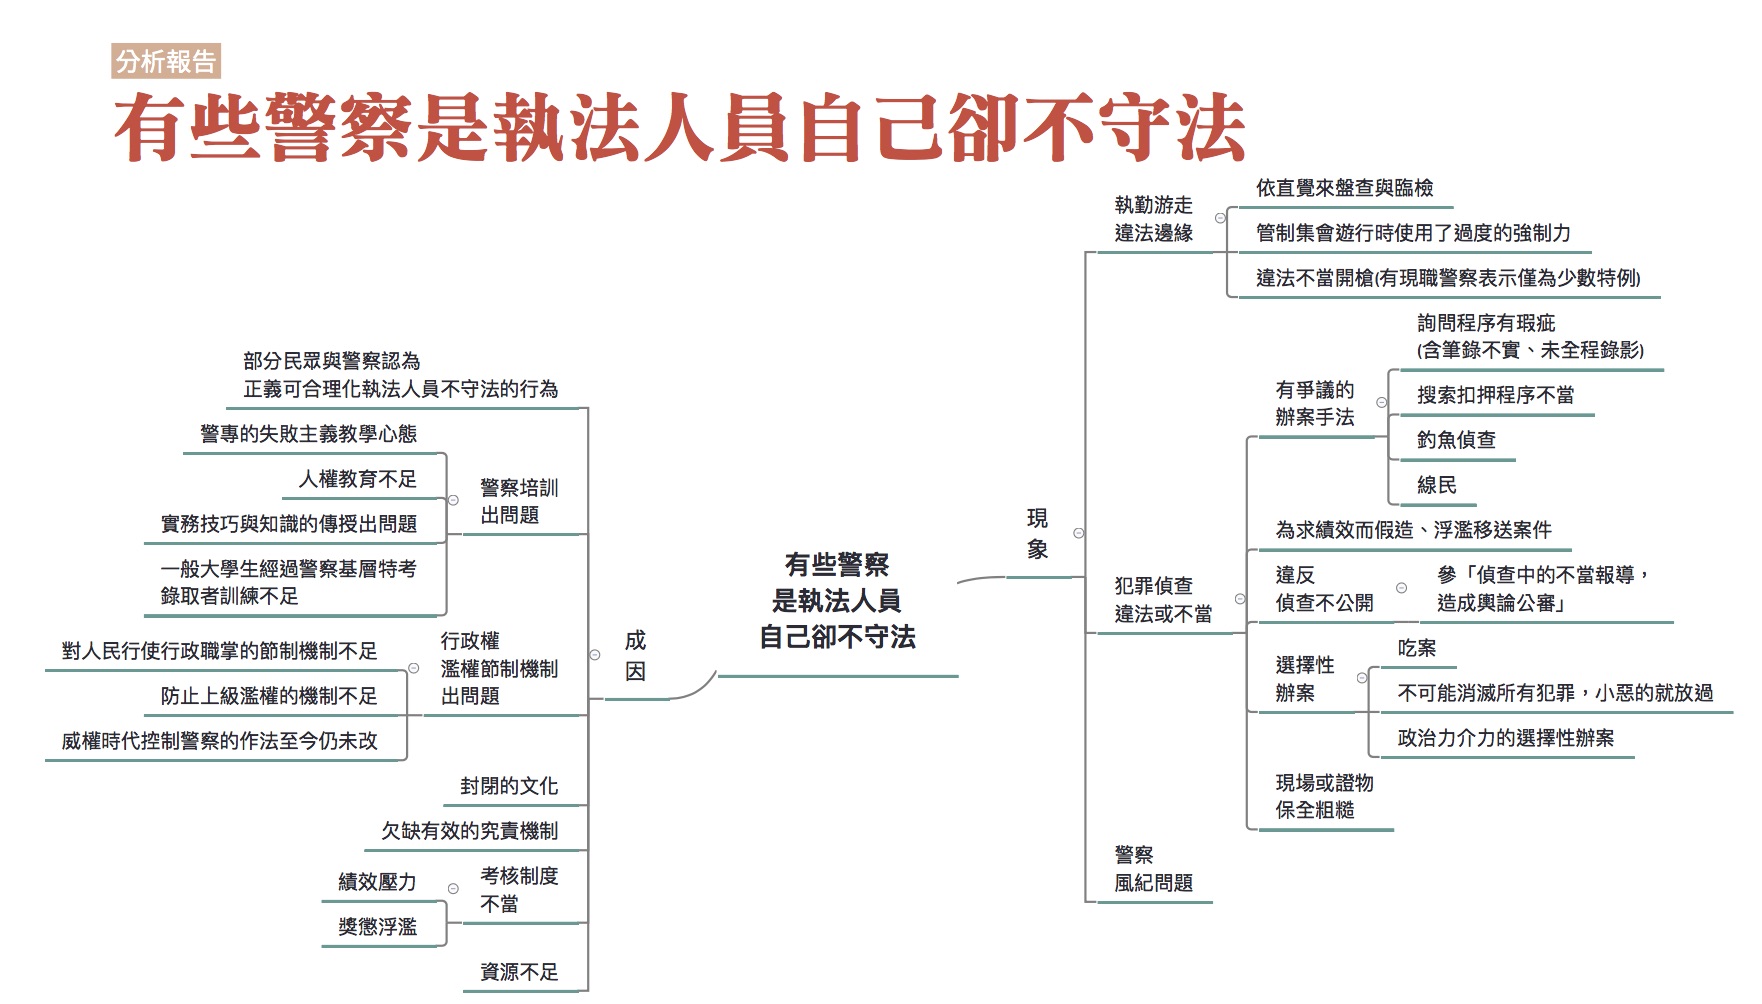 分析報告
有些警察是執法人員自己卻不守法
部分民眾與警察認為
正義可合理化執法人員不守法的行為
警專的失敗主義教學心態
人權教育不足
實務技巧與知識的傳授出問題
一般大學生經過警察基層特考
錄取者訓練不足
警察培訓
出問題
對人民行使行政職掌的節制機制不足
防止上級濫權的機制不足
威權時代控制警察的作法至今仍未改
行政權
濫權節制機制
出問題
封閉的文化
欠缺有效的究責機制
績效壓力
獎懲浮濫
考核制度
不當
資源不足
成
因
有些警察
是執法人員
自己卻不守法
現
象
執勤游走
違法邊緣
依直覺來盤查與臨檢
管制集會遊行時使用了過度的強制力
違法不當開槍(有現職警察表示僅為少數特例)
犯罪偵查
違法或不當
有爭議的
辦案手法
詢問程序有瑕疵
(含筆錄不實、未全程錄影)
搜索扣押程序不當
釣魚偵查
線民
為求績效而假造、浮濫移送案件
違反
偵查不公開
參「偵查中的不當報導，
造成輿論公審」
選擇性
辦案
吃案
不可能消滅所有犯罪，小惡的就放過
政治力介力的選擇性辦案
現場或證物
保全粗糙
警察
風紀問題